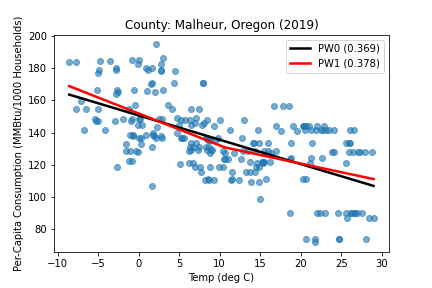 County: Malheur, Oregon (2019)
PW0 (0.369)
PW1 (0.378)
Per-Capita Consumption (MMBtu/1000 Households)
200
180
160
140
120
100
80
-10 -5 0 5 10 15 20 25 30
Temp (deg C)